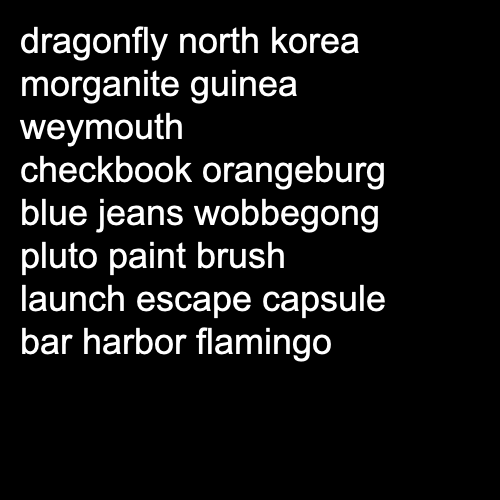 dragonfly north korea
morganite guinea
weymouth
checkbook orangeburg
blue jeans wobbegong
pluto paint brush
launch escape capsule
bar harbor flamingo